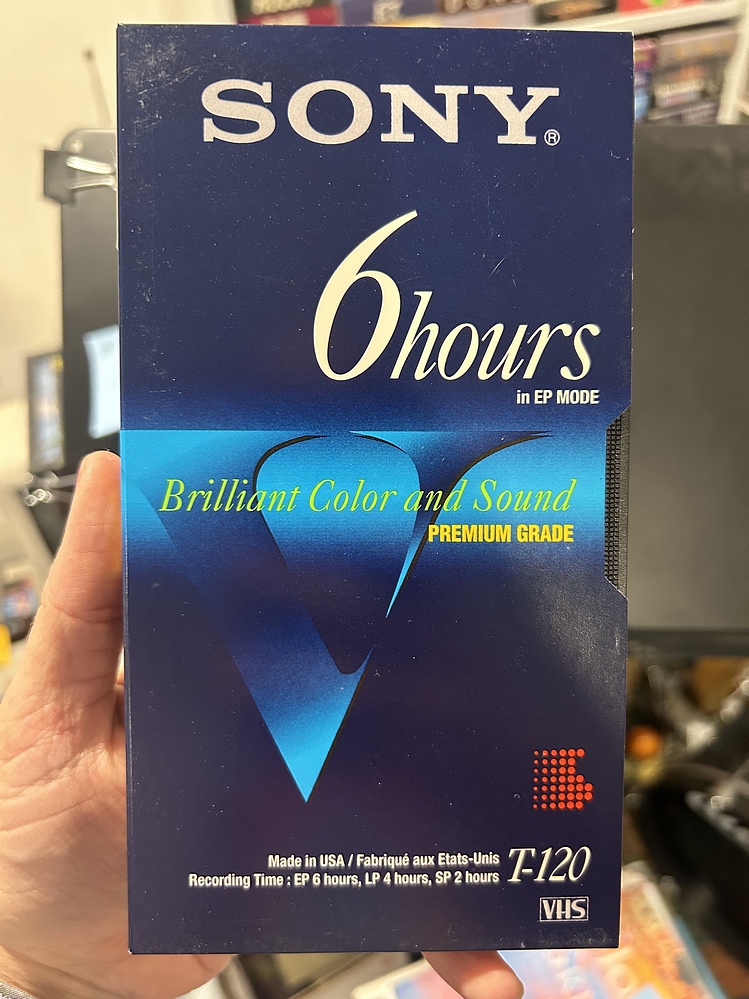 SONY®
6hours
in EP MODE
Brilliant Color and Sound
PREMIUM GRADE
Made in USA / Fabriqué aux Etats-Unis
Recording Time : EP 6 hours, LP 4 hours, SP 2 hours
T-120
VHS